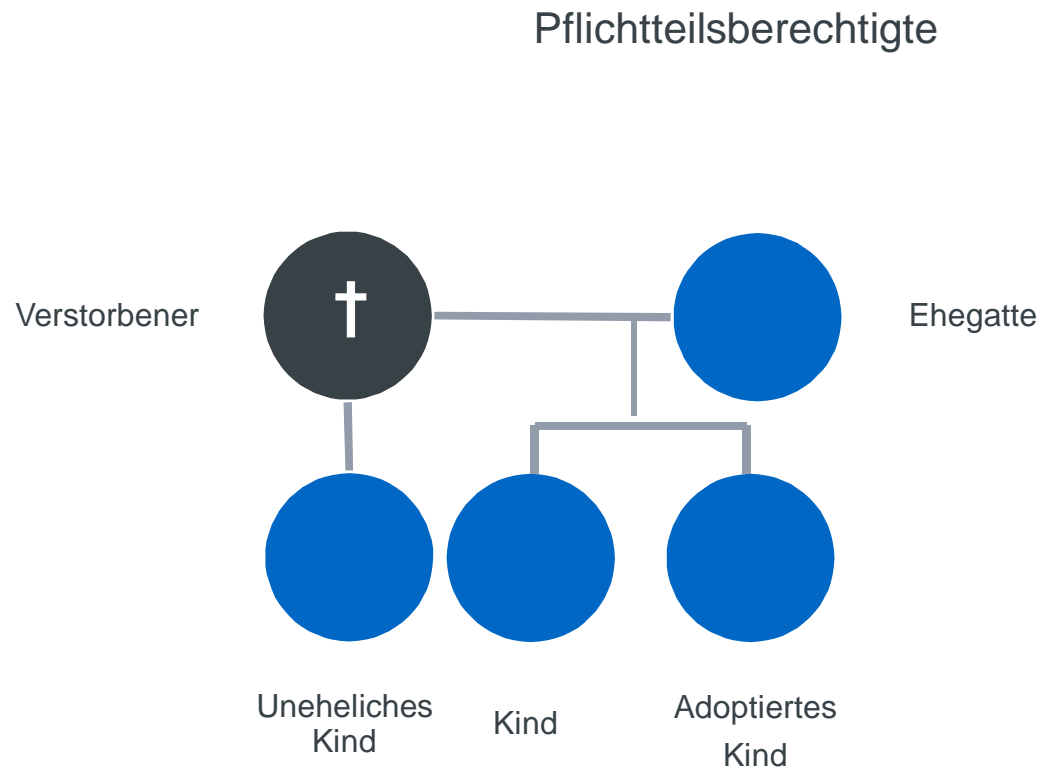 Pflichtteilsberechtigte
†
Verstorbener
Ehegatte
Uneheliches
Kind
Kind
Adoptiertes
Kind